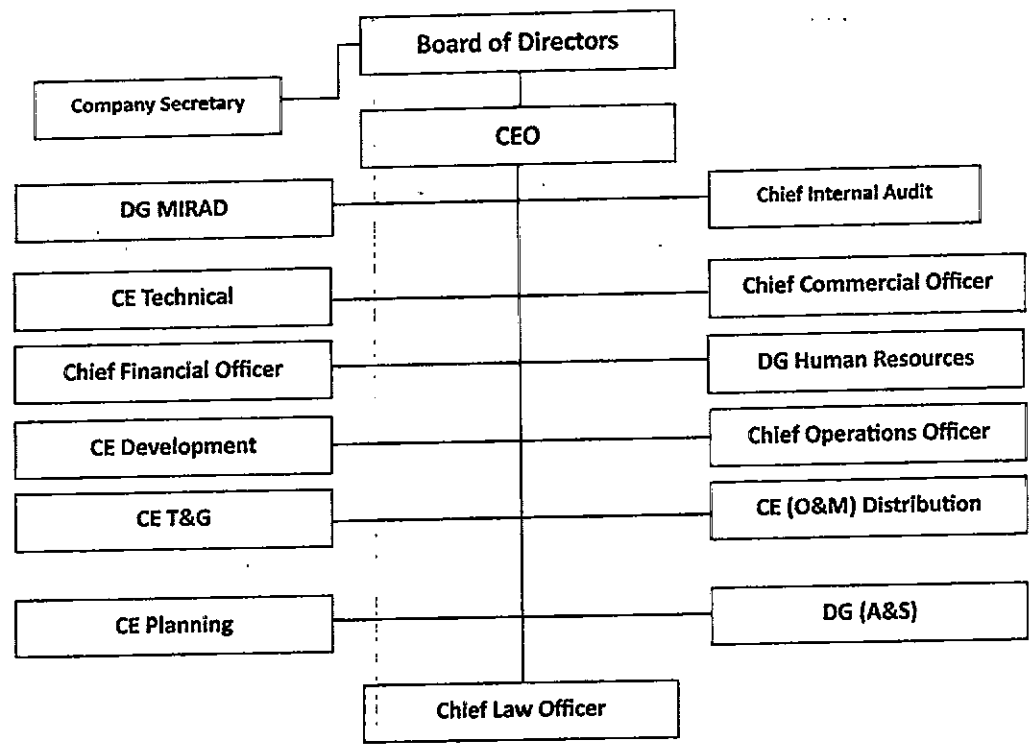 Board of Directors
Company Secretary
CEO
DG MIRAD
Chief Internal Audit
CE Technical
Chief Commercial Officer
Chief Financial Officer
DG Human Resources
CE Development
Chief Operations Officer
CE T&G
CE (O&M) Distribution
CE Planning
DG (A&S)
Chief Law Officer